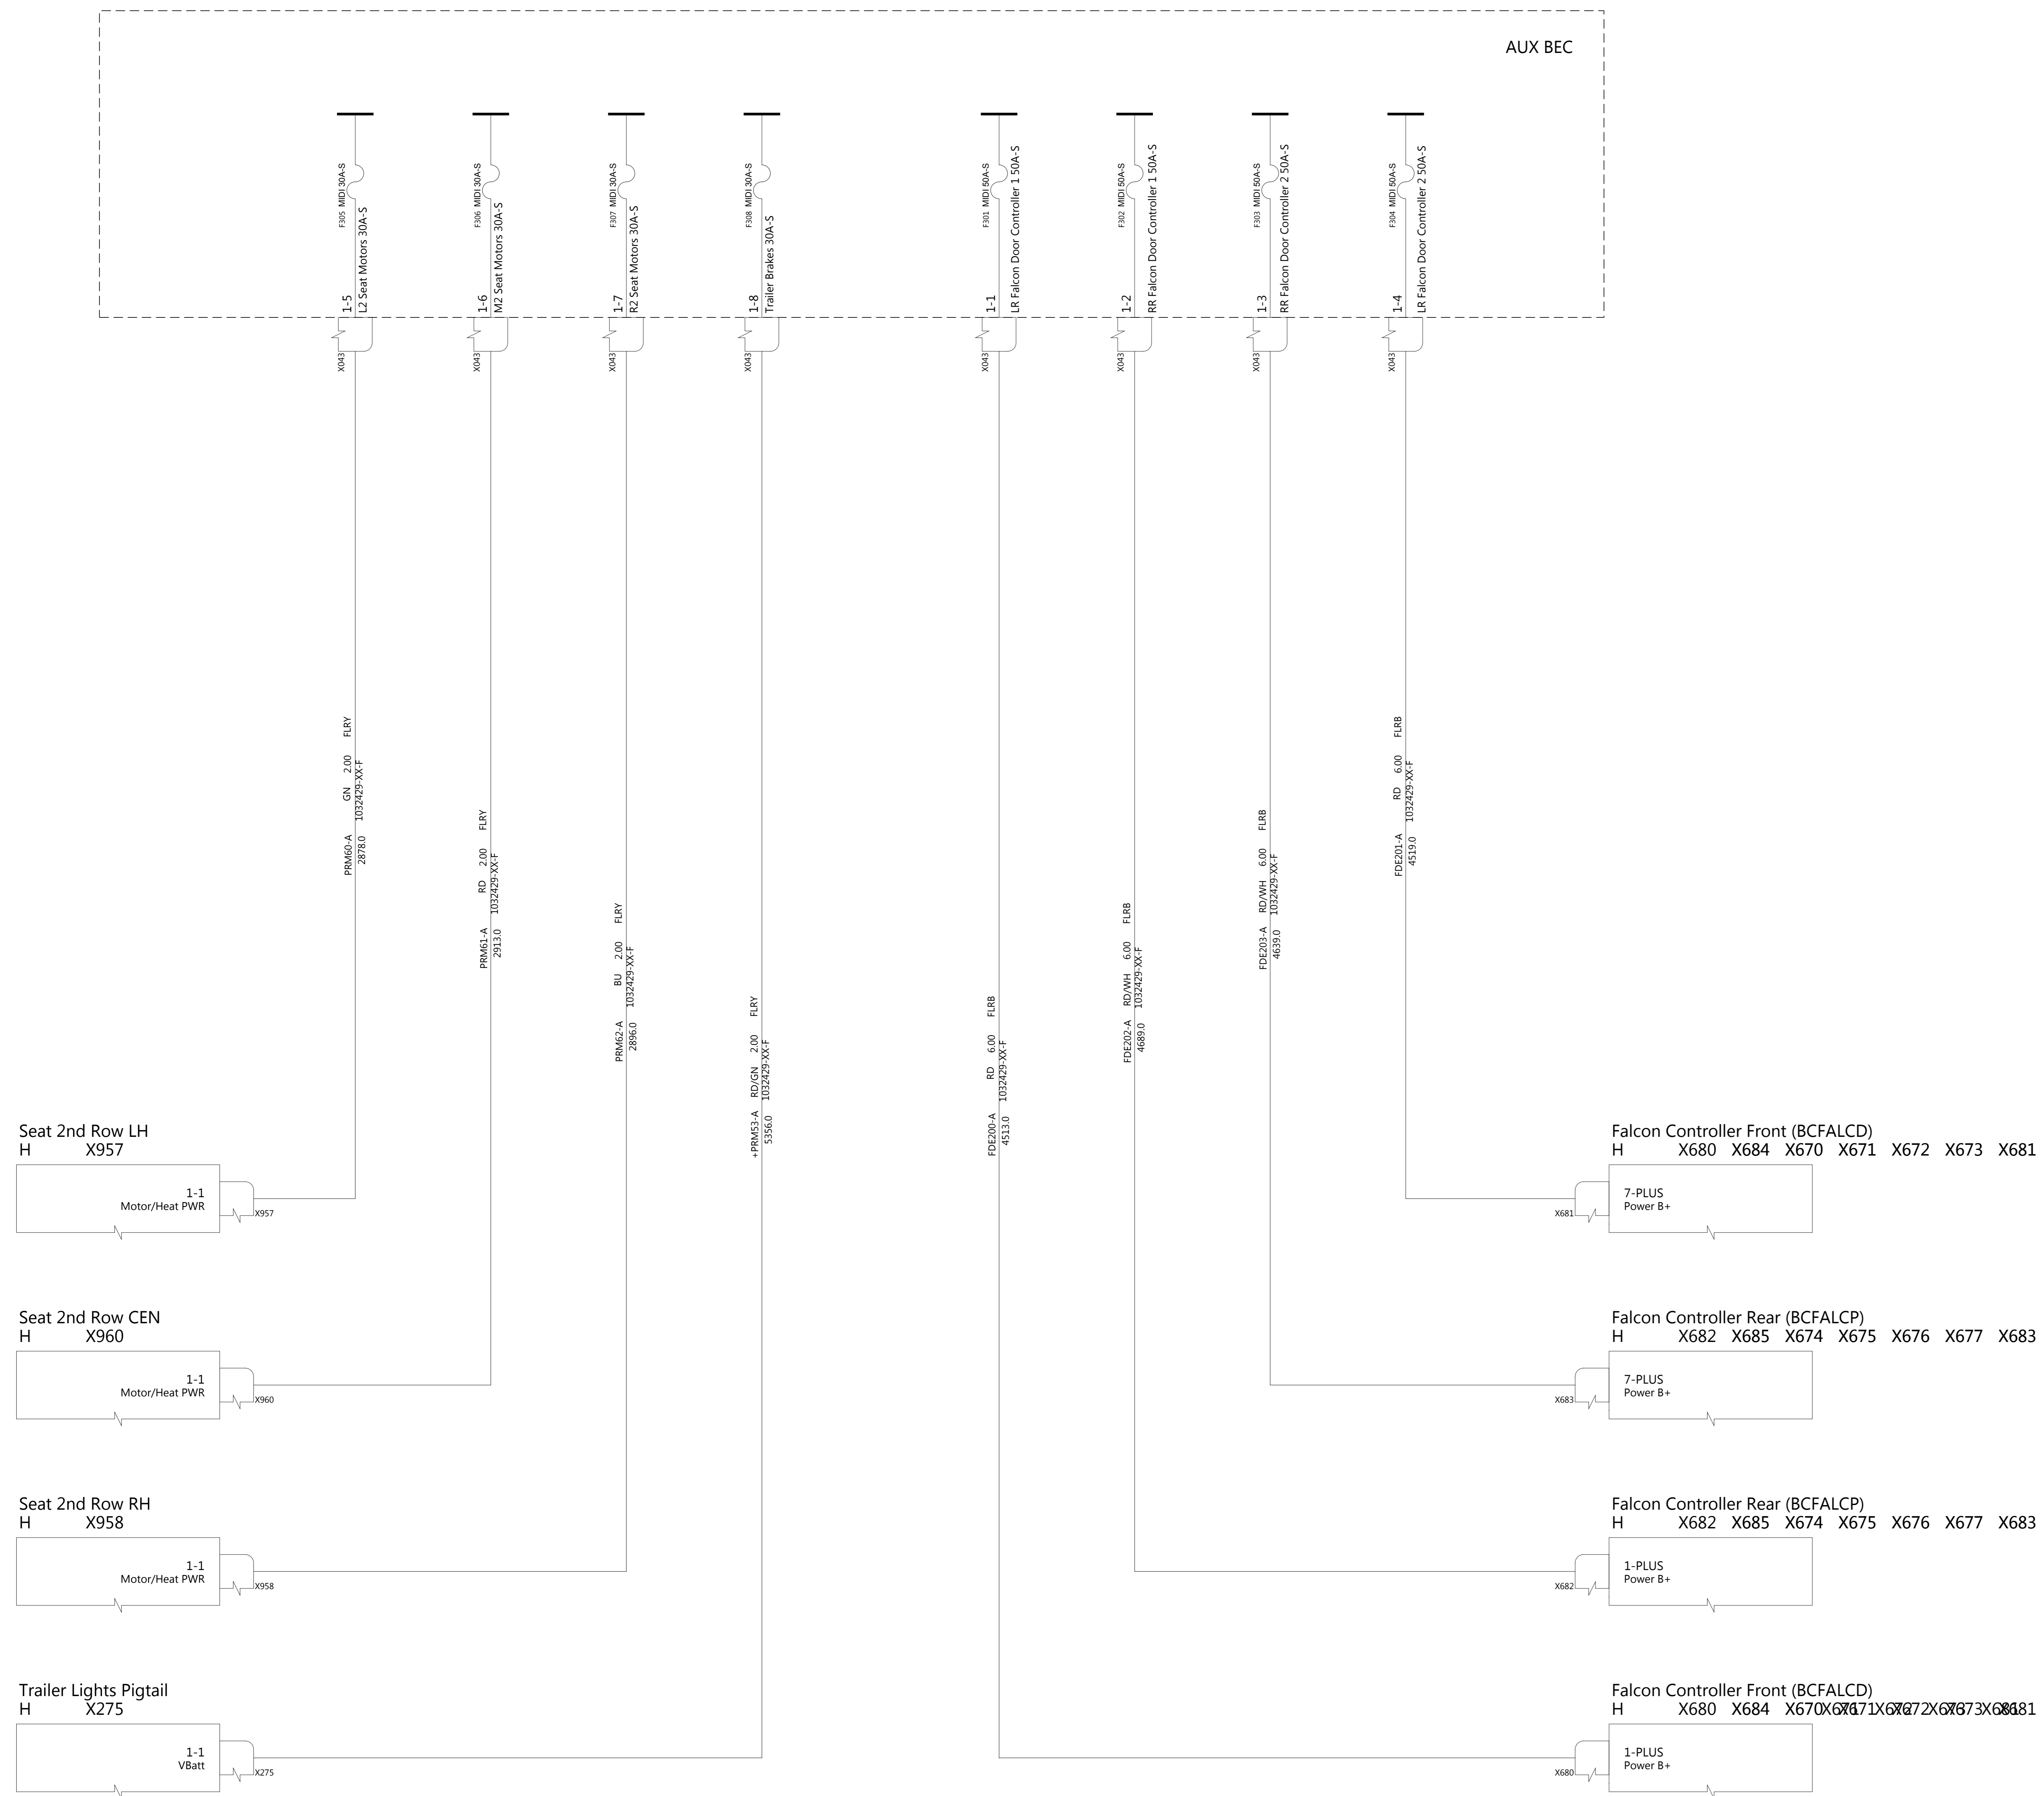 AUX BEC
F305 MIDI 30A-S
1-5
L2 Seat Motors 30A-S
X043
F306 MIDI 30A-S
1-6
M2 Seat Motors 30A-S
X043
F307 MIDI 30A-S
1-7
R2 Seat Motors 30A-S
X043
F308 MIDI 30A-S
1-8
Trailer Brakes 30A-S
X043
F301 MIDI 50A-S
1-1
LR Falcon Door Controller 1 50A-S
X043
F302 MIDI 50A-S
1-2
RR Falcon Door Controller 1 50A-S
X043
F303 MIDI 50A-S
1-3
RR Falcon Door Controller 2 50A-S
X043
F304 MIDI 50A-S
1-4
LR Falcon Door Controller 2 50A-S
X043
PRM60-A GN 2.00 FLRY
2878.0 1032429-XX-F
PRM61-A RD 2.00 FLRY
2913.0 1032429-XX-F
PRM62-A BU 2.00 FLRY
2896.0 1032429-XX-F
+PRM53-A RD/GN 2.00 FLRY
5356.0 1032429-XX-F
FDE200-A RD 6.00 FLRB
4513.0 1032429-XX-F
FDE202-A RD/WH 6.00 FLRB
4689.0 1032429-XX-F
FDE203-A RD/WH 6.00 FLRB
4639.0 1032429-XX-F
FDE201-A RD 6.00 FLRB
4519.0 1032429-XX-F
Seat 2nd Row LH
H X957
1-1
Motor/Heat PWR
X957
Seat 2nd Row CEN
H X960
1-1
Motor/Heat PWR
X960
Seat 2nd Row RH
H X958
1-1
Motor/Heat PWR
X958
Trailer Lights Pigtail
H X275
1-1
VBatt
X275
Falcon Controller Front (BCFALCD)
H X680 X684 X670 X671 X672 X673 X681
7-PLUS
Power B+
X681
Falcon Controller Rear (BCFALCP)
H X682 X685 X674 X675 X676 X677 X683
7-PLUS
Power B+
X683
Falcon Controller Rear (BCFALCP)
H X682 X685 X674 X675 X676 X677 X683
1-PLUS
Power B+
X682
Falcon Controller Front (BCFALCD)
H X680 X684 X670 X671 X672 X673 X681
1-PLUS
Power B+
X680